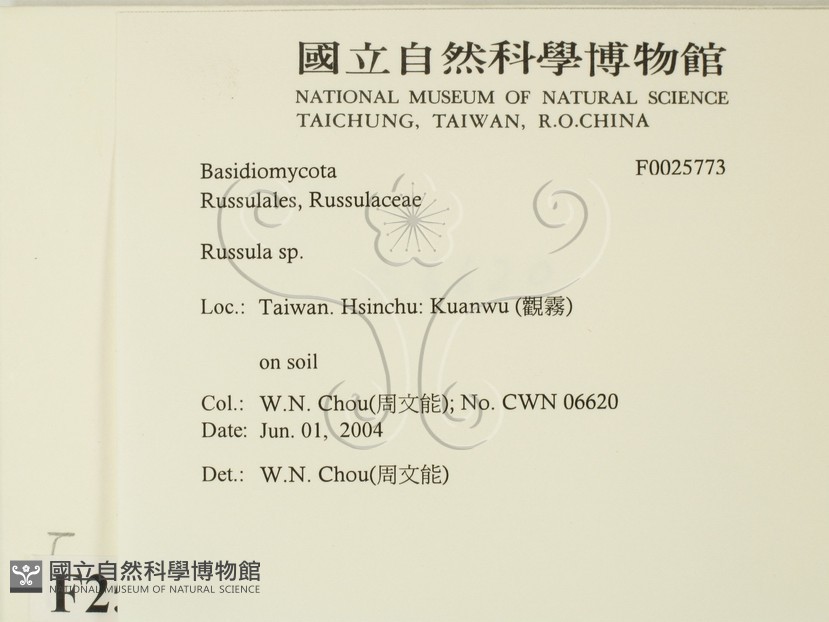 國立自然科學博物館
NATIONAL MUSEUM OF NATURAL SCIENCE
TAICHUNG, TAIWAN, R.O.CHINA
Basidiomycota F0025773
Russulales, Russulaceae
Russula sp.
Loc.: Taiwan. Hsinchu: Kuanwu (觀霧)
on soil
Col.: W.N. Chou(周文能); No. CWN 06620
Date: Jun. 01, 2004
Det.: W.N. Chou(周文能)
國立自然科學博物館
NATIONAL MUSEUM OF NATURAL SCIENCE